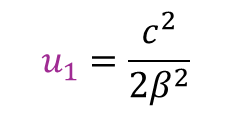 u₁ = c² / 2β²